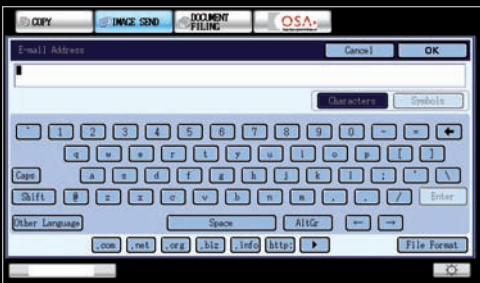 COPY IMAGE SEND DOCUMENT FILING OSA
E-mail Address Cancel OK
Characters Symbols
` 1 2 3 4 5 6 7 8 9 0 - =
q w e r t y u i o p [ ]
Caps a s d f g h j k l ; ' \
Shift @ z x c v b n m , . / Enter
Other Language Space AltGr
.com .net .org .biz .info http: File Format